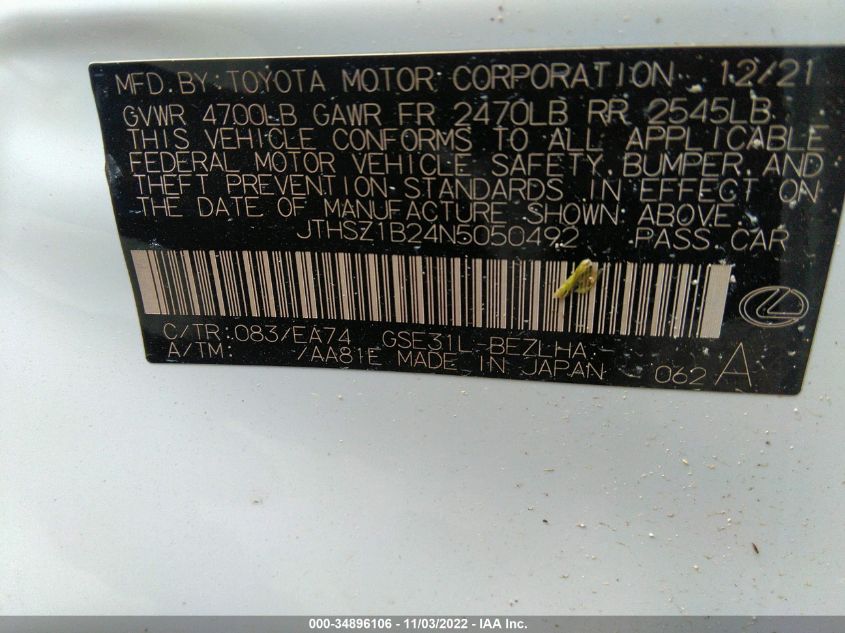 MFD. BY: TOYOTA MOTOR CORPORATION 12/21
GVWR 4700LB GAWR FR 2470LB RR 2545LB
THIS VEHICLE CONFORMS TO ALL APPLICABLE
FEDERAL MOTOR VEHICLE SAFETY, BUMPER, AND
THEFT PREVENTION STANDARDS IN EFFECT ON
THE DATE OF MANUFACTURE SHOWN ABOVE.
JTHSZ1B24N5050492 PASS. CAR
C/TR: 083/EA74 GSE31L-BEZLHA
A/TM: /AA81E MADE IN JAPAN 062 A
000-34896106 - 11/03/2022 - IAA Inc.